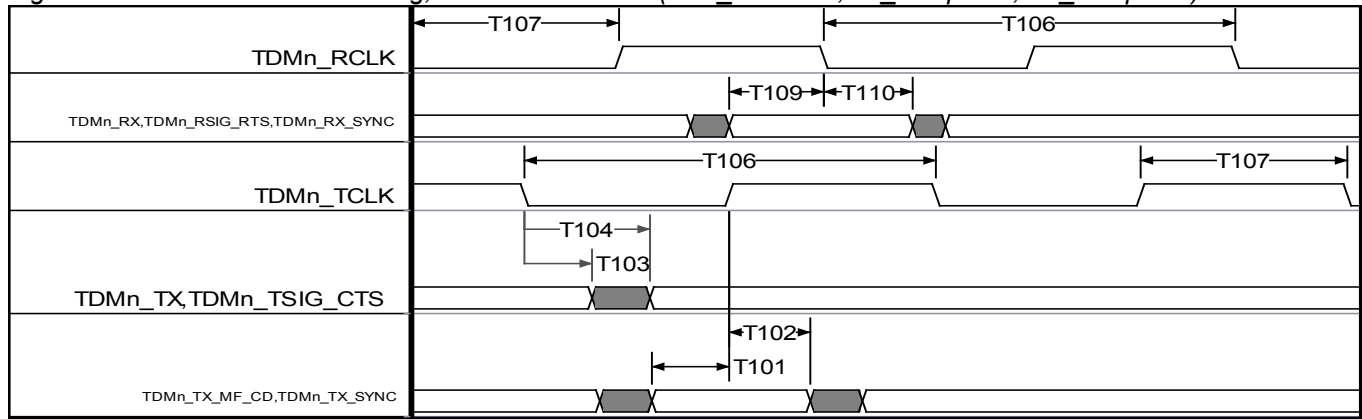 T107 T106
TDMn_RCLK
T109 T110
TDMn_RX,TDMn_RSIG_RTS,TDMn_RX_SYNC
T106 T107
TDMn_TCLK
T104
T103
TDMn_TX,TDMn_TSIG_CTS
T102
T101
TDMn_TX_MF_CD,TDMn_TX_SYNC